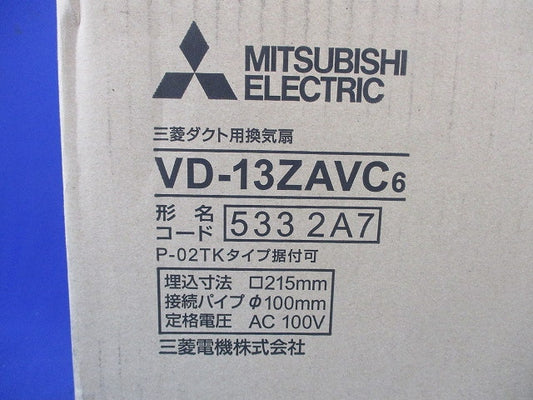 MITSUBISHI
ELECTRIC
三菱ダクト用換気扇
VD-13ZAVC6
形名コード 533 2A7
P-02TKタイプ据付可
埋込寸法 □215mm
接続パイプ φ100mm
定格電圧 AC 100V
三菱電機株式会社